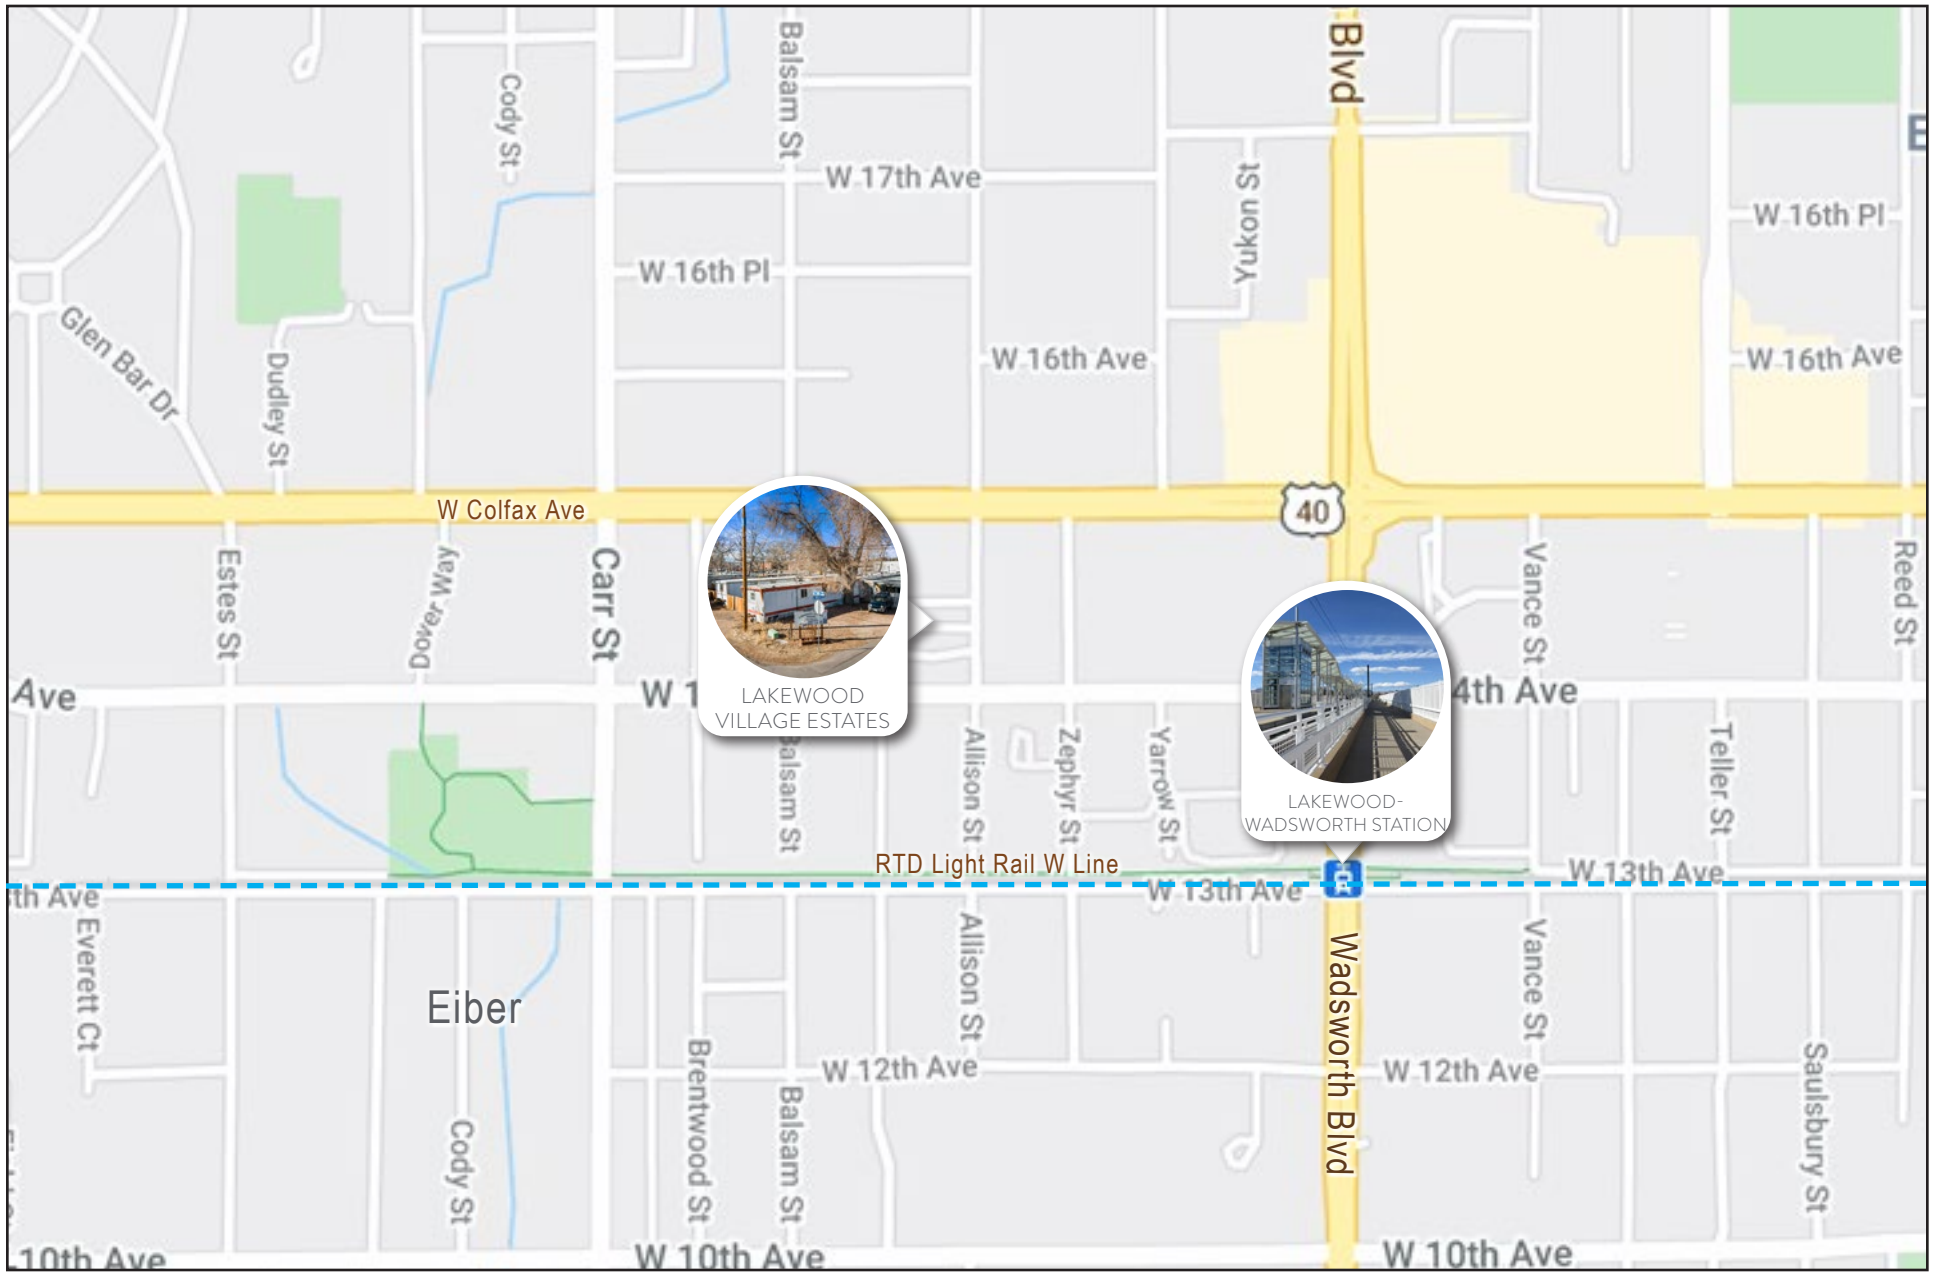 Blvd
Balsam St
Cody St
W 17th Ave
Yukon St
W 16th Pl
W 16th Pl
Glen Bar Dr
Dudley St
W 16th Ave
W 16th Ave
W Colfax Ave
40
Estes St
Dover Way
Carr St
Vance St
Reed St
LAKEWOOD
VILLAGE ESTATES
Ave
W 1
4th Ave
Balsam St
Allison St
Zephyr St
Yarrow St
Teller St
LAKEWOOD-
WADSWORTH STATION
RTD Light Rail W Line
W 13th Ave
W 13th Ave
th Ave
Everett Ct
Allison St
Wadsworth Blvd
Vance St
Eiber
Brentwood St
W 12th Ave
W 12th Ave
Saulsbury St
Cody St
Balsam St
10th Ave
W 10th Ave
W 10th Ave